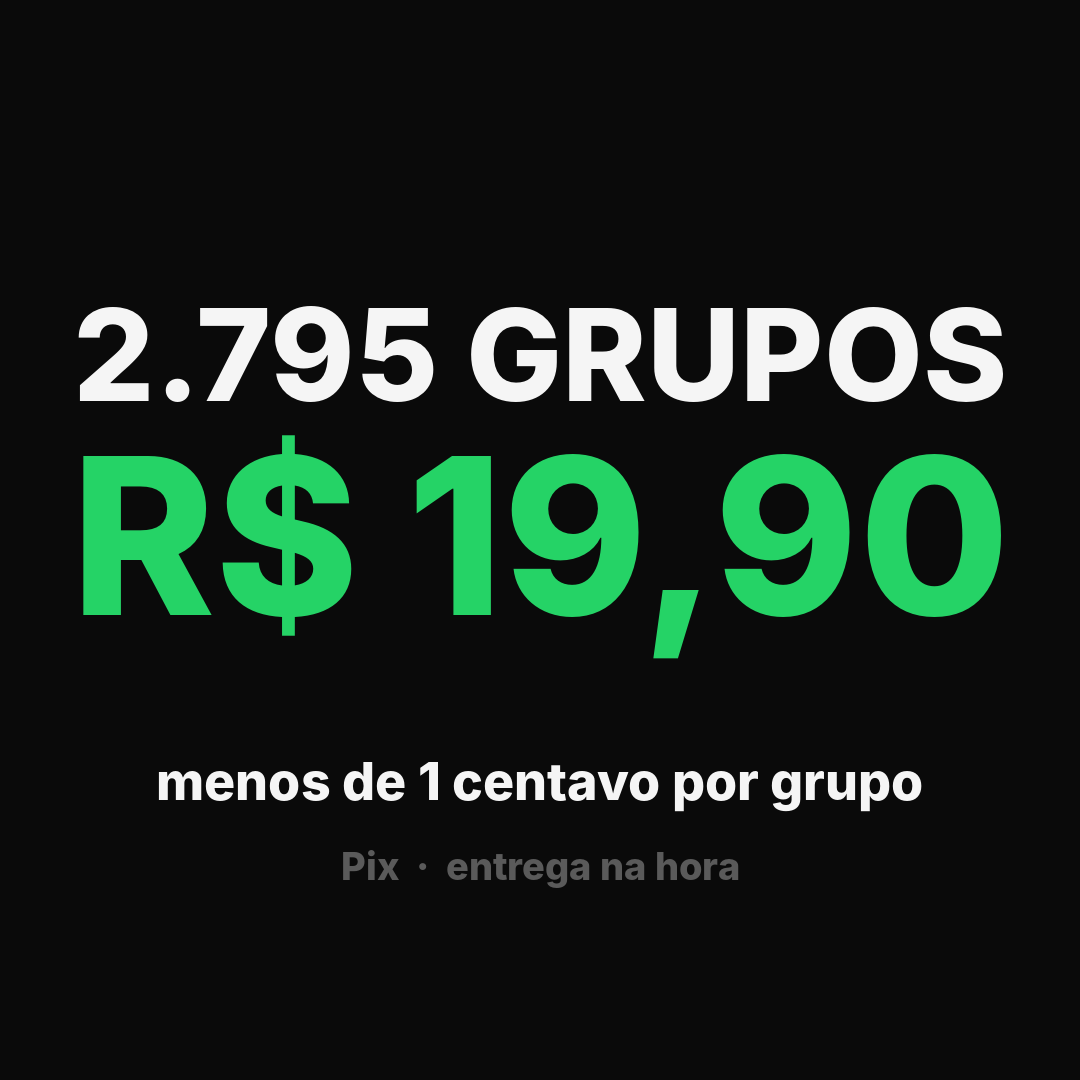 2.795 GRUPOS
R$ 19,90
menos de 1 centavo por grupo
Pix · entrega na hora